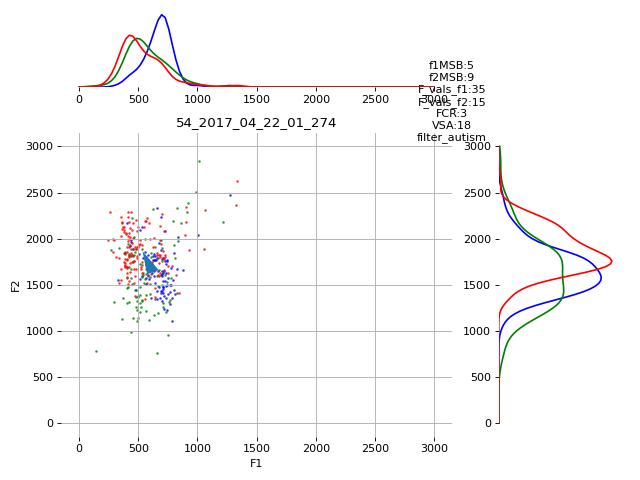 f1MSB:5
f2MSB:9
F_vals_f1:35
F_vals_f2:15
FCR:3
VSA:18
filter_autism
0 500 1000 1500 2000 2500 3000
54_2017_04_22_01_274
3000
2500
2000
1500
1000
500
0
F2
0 500 1000 1500 2000 2500 3000
F1
3000
2500
2000
1500
1000
500
0